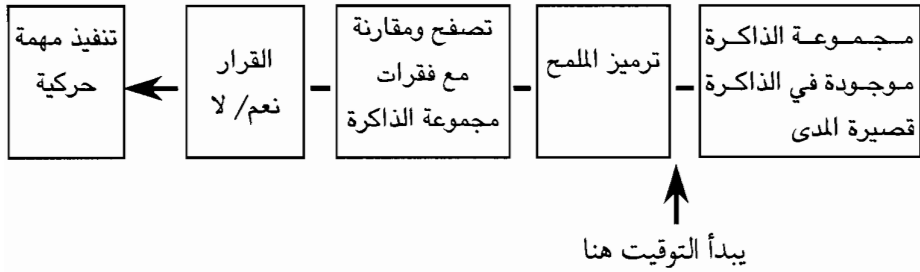 مجموعة الذاكرة
موجودة في الذاكرة
قصيرة المدى
ترميز الملمح
تصفح ومقارنة
مع فقرات
مجموعة الذاكرة
القرار
نعم/ لا
تنفيذ مهمة
حركية
يبدأ التوقيت هنا